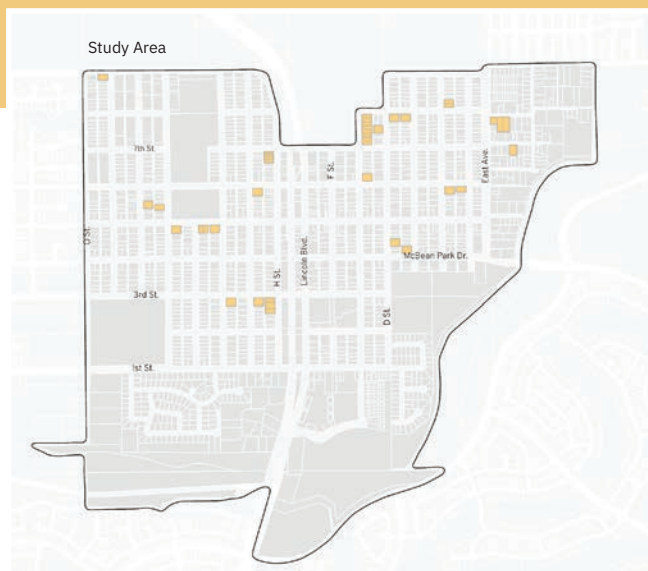 Study Area
7th St.
F St.
East Ave.
O St.
H St.
Lincoln Blvd.
McBean Park Dr.
3rd St.
D St.
1st St.